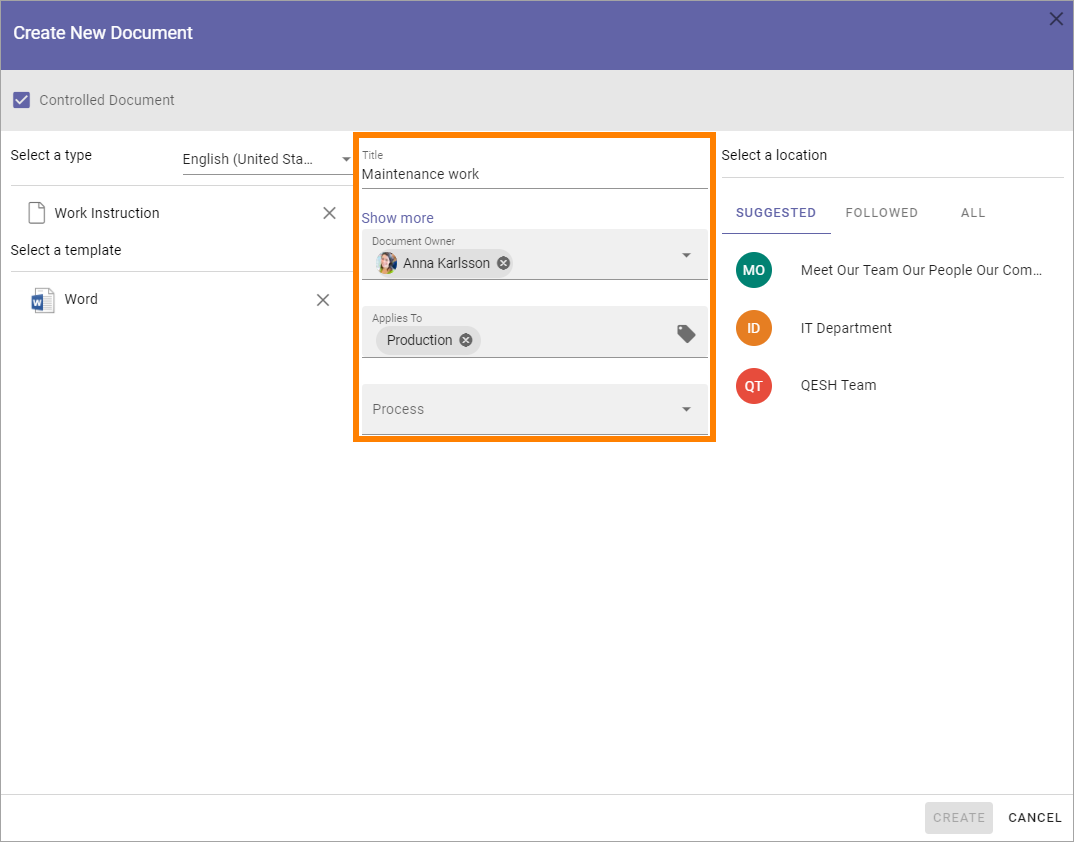 Create New Document
Controlled Document
Select a type
English (United Sta...
Work Instruction
Select a template
Word
Title
Maintenance work
Show more
Document Owner
Anna Karlsson
Applies To
Production
Process
Select a location
SUGGESTED FOLLOWED ALL
MO Meet Our Team Our People Our Com...
ID IT Department
QT QESH Team
CREATE CANCEL